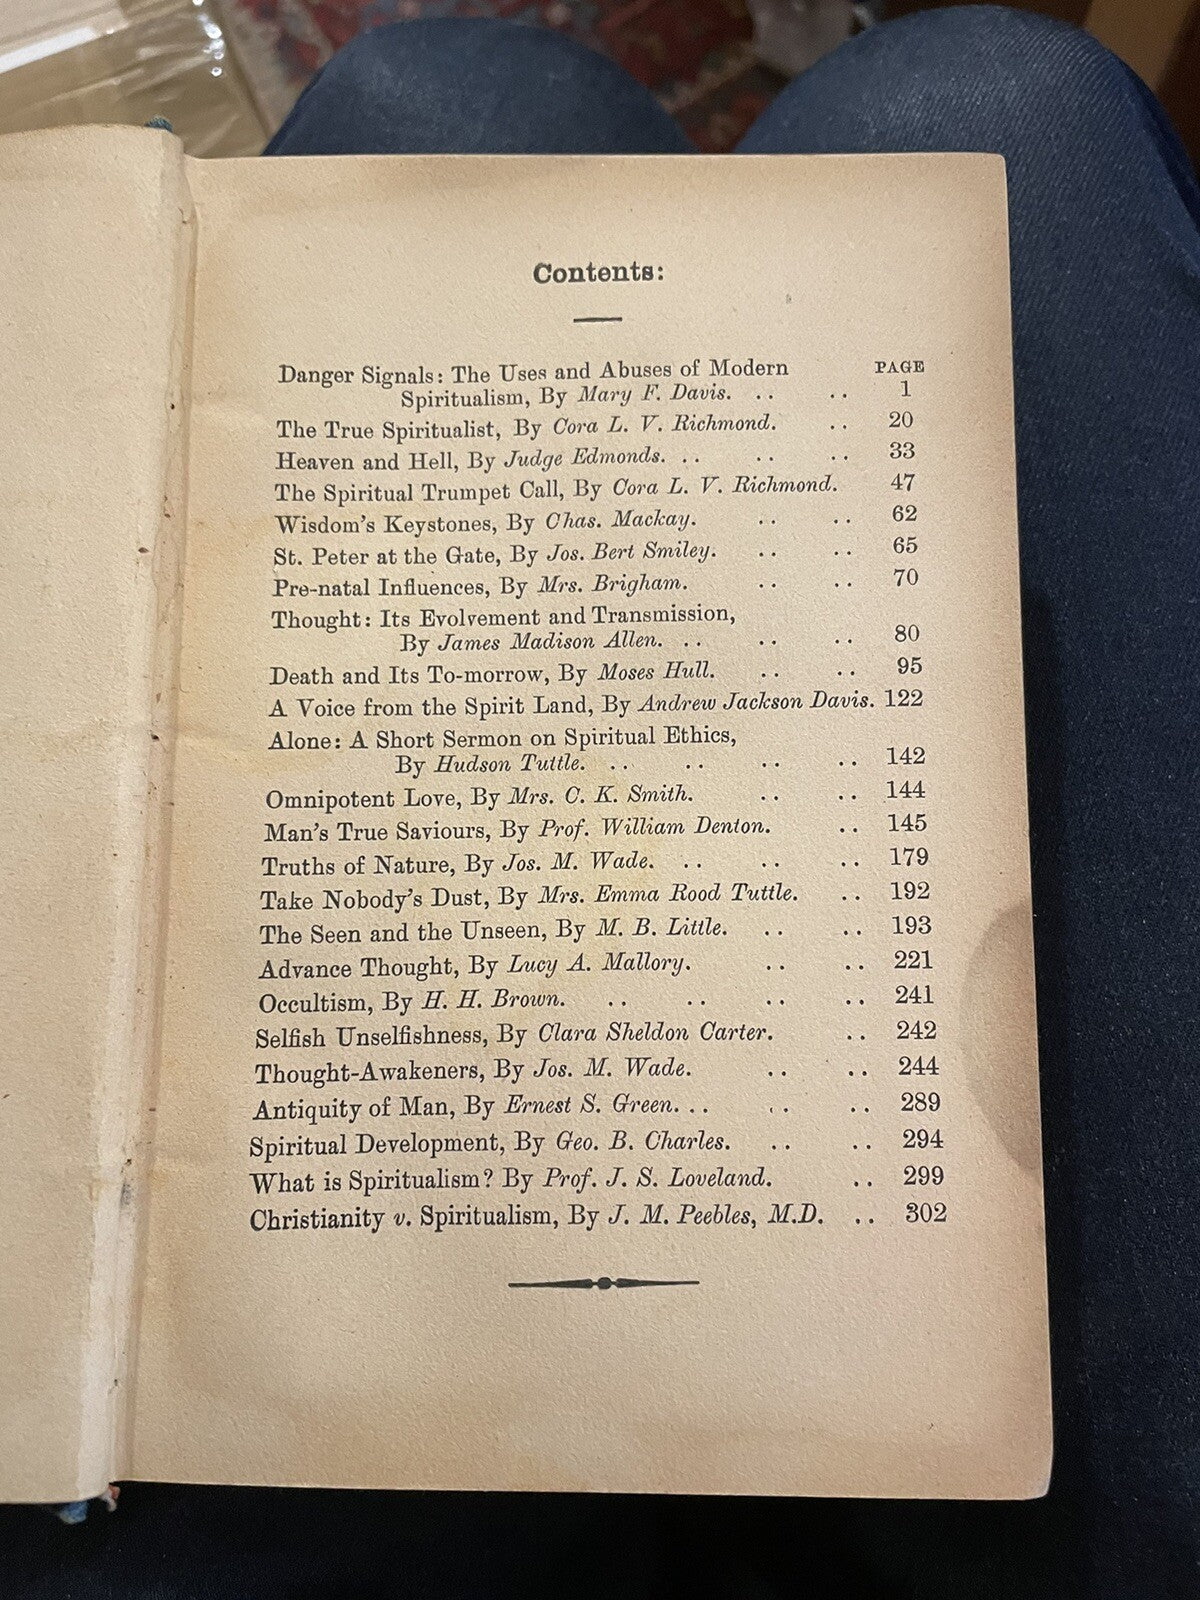 Contents:
PAGE
Danger Signals: The Uses and Abuses of Modern
Spiritualism, By Mary F. Davis. .. .. 1
The True Spiritualist, By Cora L. V. Richmond. .. 20
Heaven and Hell, By Judge Edmonds. .. .. .. 33
The Spiritual Trumpet Call, By Cora L. V. Richmond. 47
Wisdom's Keystones, By Chas. Mackay. .. .. 62
St. Peter at the Gate, By Jos. Bert Smiley. .. .. 65
Pre-natal Influences, By Mrs. Brigham. .. .. 70
Thought: Its Evolvement and Transmission,
By James Madison Allen. .. .. .. 80
Death and Its To-morrow, By Moses Hull. .. .. 95
A Voice from the Spirit Land, By Andrew Jackson Davis. 122
Alone: A Short Sermon on Spiritual Ethics,
By Hudson Tuttle. .. .. .. .. 142
Omnipotent Love, By Mrs. C. K. Smith. .. .. 144
Man's True Saviours, By Prof. William Denton. .. 145
Truths of Nature, By Jos. M. Wade. .. .. .. 179
Take Nobody's Dust, By Mrs. Emma Rood Tuttle. .. 192
The Seen and the Unseen, By M. B. Little. .. .. 193
Advance Thought, By Lucy A. Mallory. .. .. 221
Occultism, By H. H. Brown. .. .. .. .. 241
Selfish Unselfishness, By Clara Sheldon Carter. .. 242
Thought-Awakeners, By Jos. M. Wade. .. .. 244
Antiquity of Man, By Ernest S. Green. .. .. .. 289
Spiritual Development, By Geo. B. Charles. .. .. 294
What is Spiritualism? By Prof. J. S. Loveland. .. 299
Christianity v. Spiritualism, By J. M. Peebles, M.D. .. 302